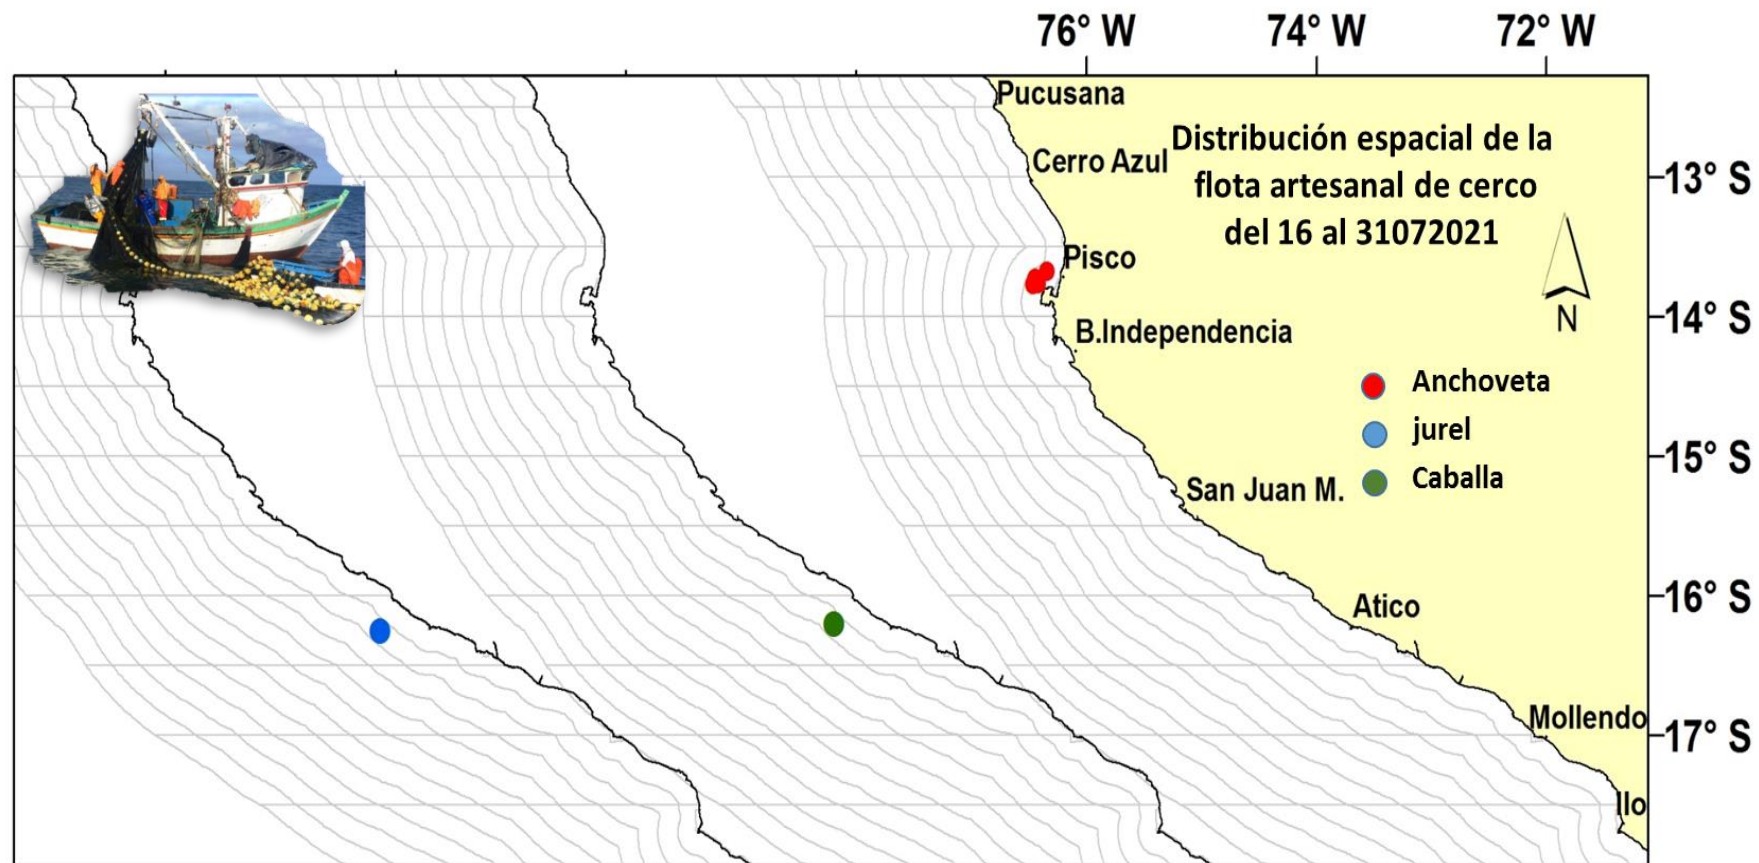 76° W 74° W 72° W
Pucusana
Distribución espacial de la
flota artesanal de cerco
del 16 al 31072021
Cerro Azul
13° S
Pisco
N
14° S
B.Independencia
Anchoveta
jurel
Caballa
15° S
San Juan M.
16° S
Atico
Mollendo
17° S
Ilo